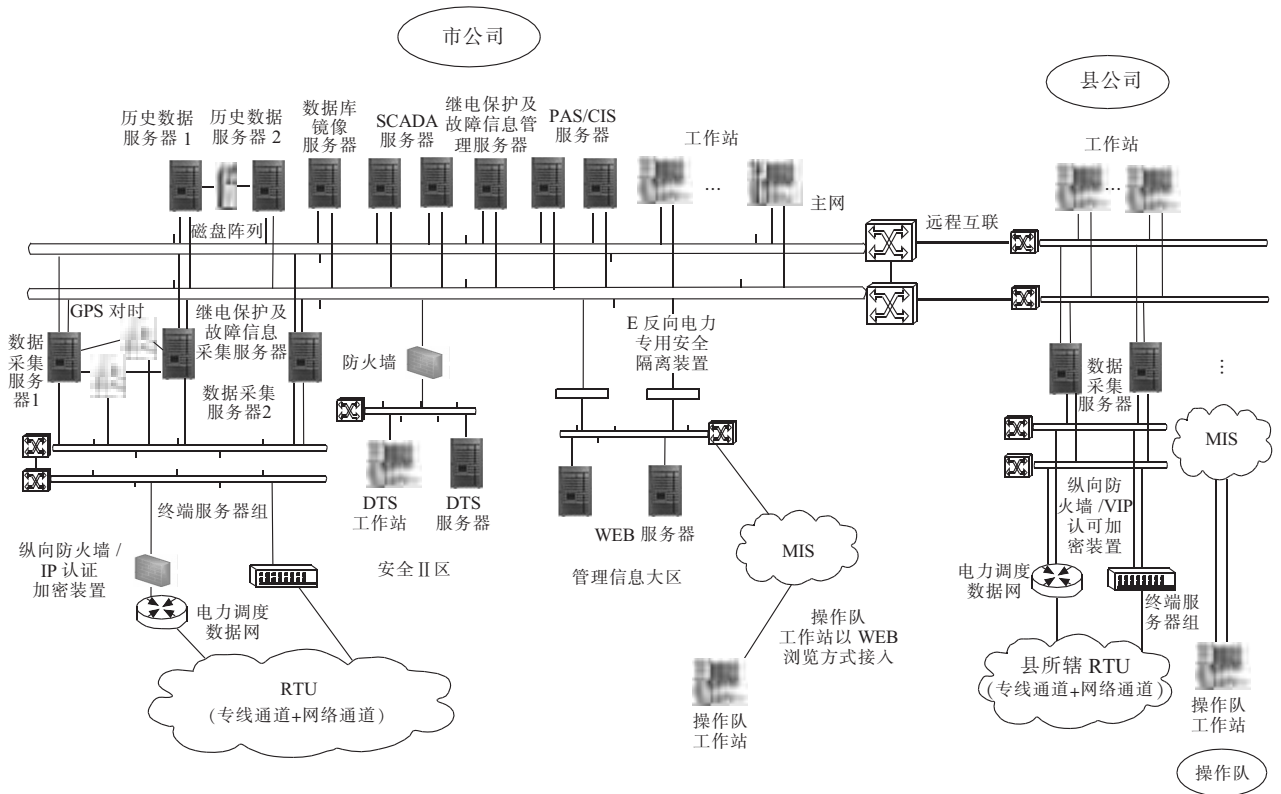 市公司
县公司
历史数据
服务器 1
历史数据
服务器 2
数据库
镜像
服务器
SCADA
服务器
继电保护及
故障信息管
理服务器
PAS/CIS
服务器
工作站
...
主网
工作站
...
磁盘阵列
远程互联
GPS 对时
数据
采集
服务
器1
继电保护及
故障信息
采集服务器
数据采集
服务器2
防火墙
E 反向电力
专用安全
隔离装置
数据
采集
服务器
...
MIS
终端服务器组
DTS
工作站
DTS
服务器
WEB 服务器
纵向防
火墙 /VIP
认可加
密装置
纵向防火墙 /
IP 认证
加密装置
安全Ⅱ区
管理信息大区
MIS
电力调度
数据网
电力调度
数据网
终端服
务器组
操作队
工作站以 WEB
浏览方式接入
RTU
(专线通道+网络通道)
县所辖 RTU
(专线通道+网络通道)
操作队
工作站
操作队
工作站
操作队